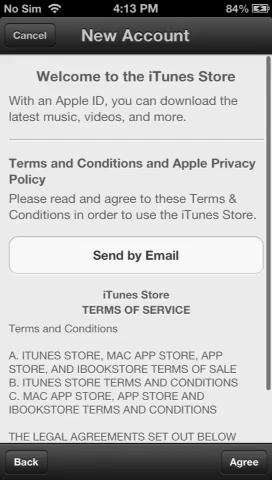 No Sim 4:13 PM 84%
Cancel New Account
Welcome to the iTunes Store
With an Apple ID, you can download the
latest music, videos, and more.
Terms and Conditions and Apple Privacy
Policy
Please read and agree to these Terms &
Conditions in order to use the iTunes Store.
Send by Email
iTunes Store
TERMS OF SERVICE
Terms and Conditions
A. ITUNES STORE, MAC APP STORE, APP
STORE, AND IBOOKSTORE TERMS OF SALE
B. ITUNES STORE TERMS AND CONDITIONS
C. MAC APP STORE, APP STORE AND
IBOOKSTORE TERMS AND CONDITIONS
THE LEGAL AGREEMENTS SET OUT BELOW
Back Agree